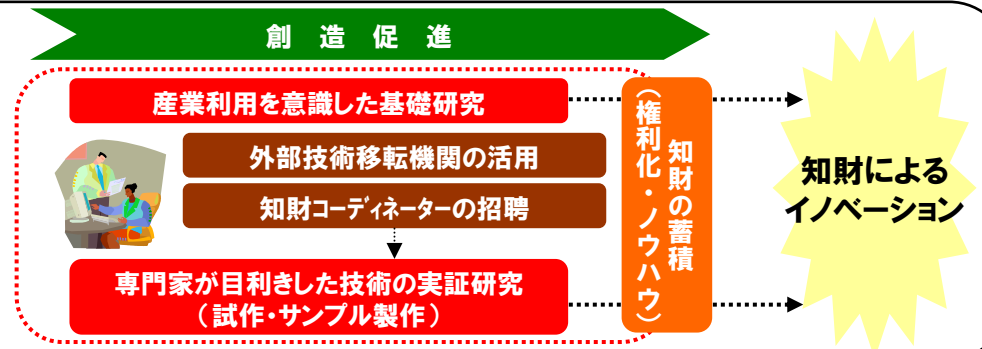 創造促進
産業利用を意識した基礎研究
外部技術移転機関の活用
知財コーディネーターの招聘
専門家が目利きした技術の実証研究
(試作・サンプル製作)
知財の蓄積
(権利化・ノウハウ)
知財による
イノベーション